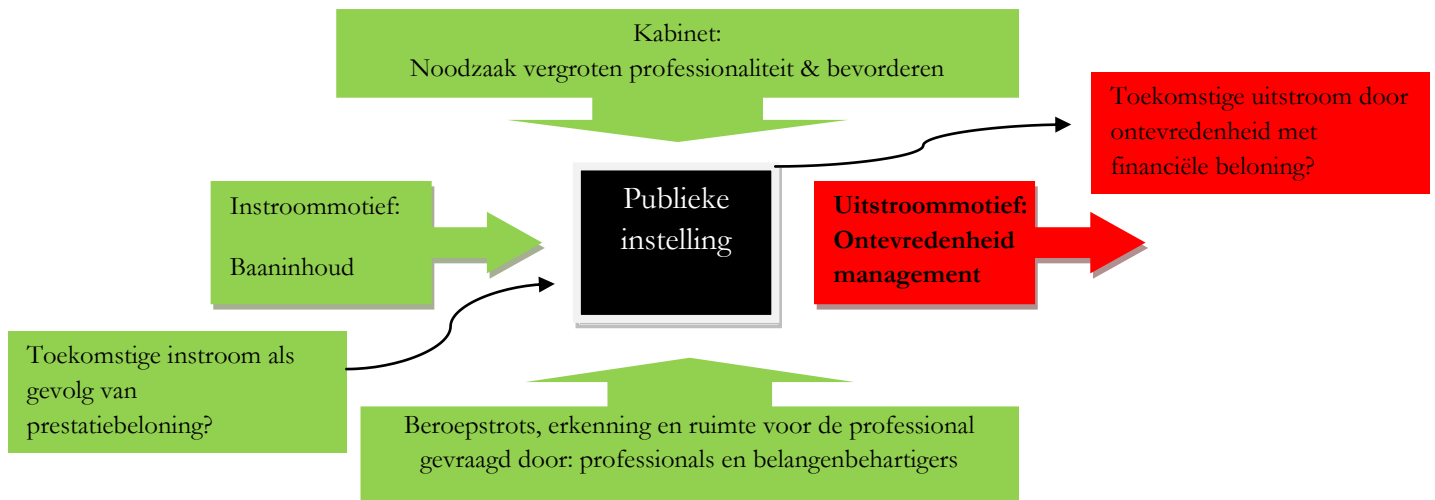 Kabinet:
Noodzaak vergroten professionaliteit & bevorderen
Toekomstige uitstroom door
ontevredenheid met
financiële beloning?
Instroommotief:
Baaninhoud
Publieke
instelling
Uitstroommotief:
Ontevredenheid
management
Toekomstige instroom als
gevolg van
prestatiebeloning?
Beroepstrots, erkenning en ruimte voor de professional
gevraagd door: professionals en belangenbehartigers